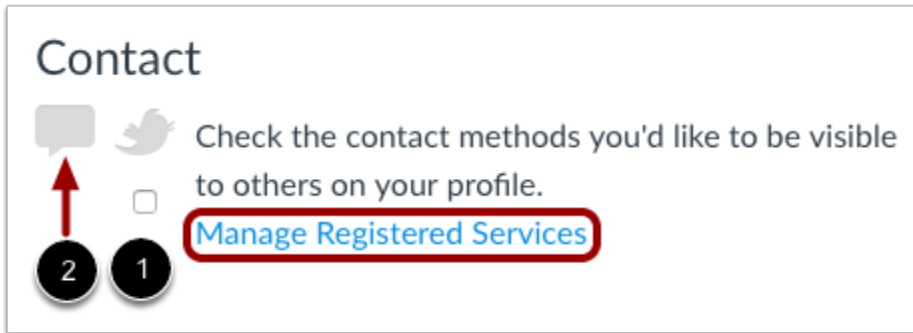 Contact
Check the contact methods you'd like to be visible
to others on your profile.
Manage Registered Services
2
1